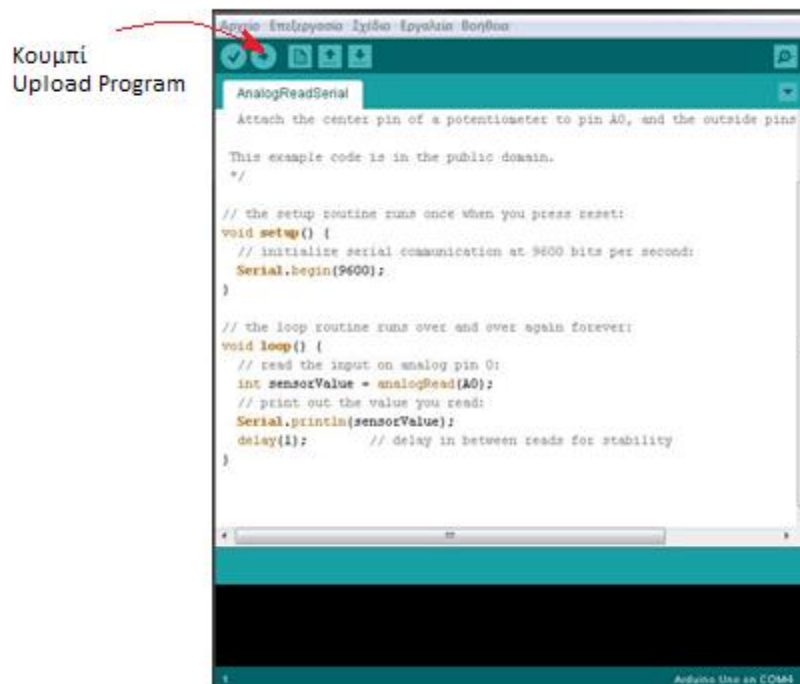 Κουμπί
Upload Program
Αρχείο Επεξεργασία Σχέδιο Εργαλεία Βοήθεια
AnalogReadSerial
Attach the center pin of a potentiometer to pin A0, and the outside pins
This example code is in the public domain.
*/
// the setup routine runs once when you press reset:
void setup() {
// initialize serial communication at 9600 bits per second:
Serial.begin(9600);
}
// the loop routine runs over and over again forever:
void loop() {
// read the input on analog pin 0:
int sensorValue = analogRead(A0);
// print out the value you read:
Serial.println(sensorValue);
delay(1); // delay in between reads for stability
}
1 Arduino Uno on COM4